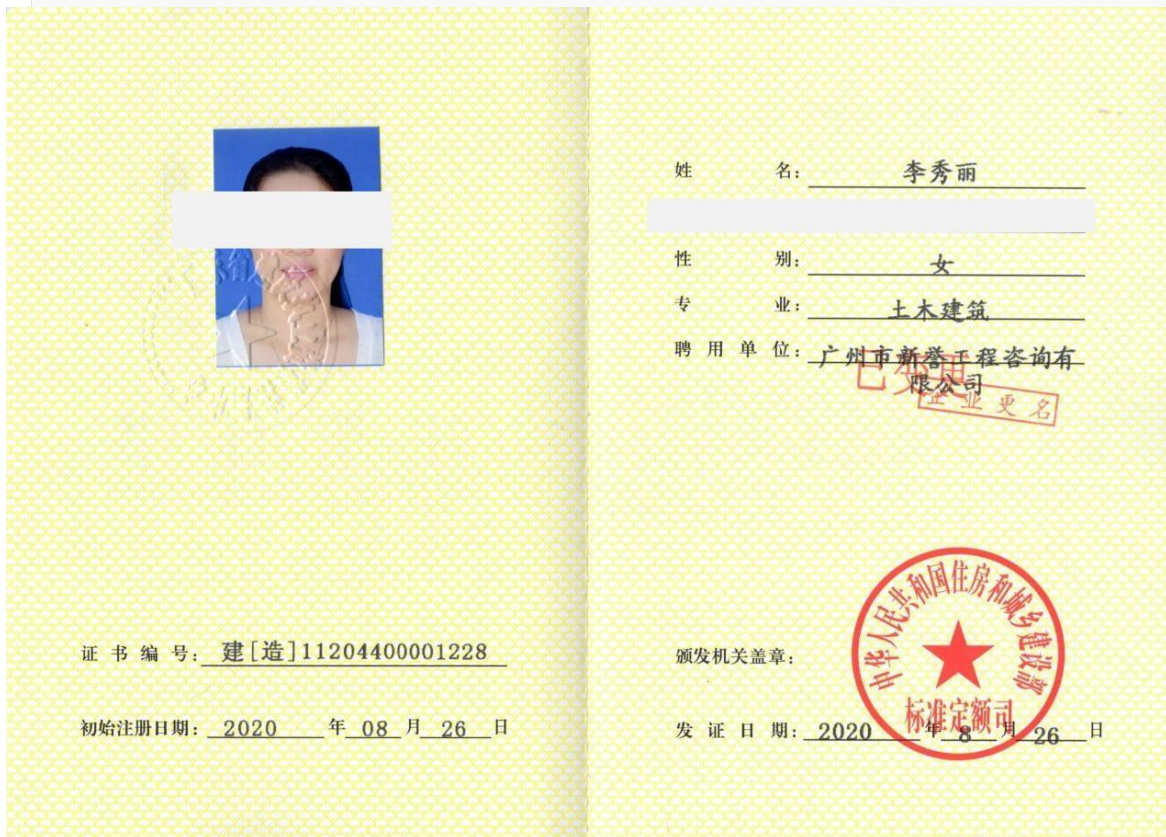 姓 名: 李秀丽
性 别: 女
专 业: 土木建筑
聘用单位: 广州市新誉工程咨询有
限公司
已变更
企业更名
证书编号: 建[造]11204400001228
初始注册日期: 2020 年 08 月 26 日
颁发机关盖章:
中华人民共和国住房和城乡建设部
标准定额司
发证日期: 2020 年 8 月 26 日